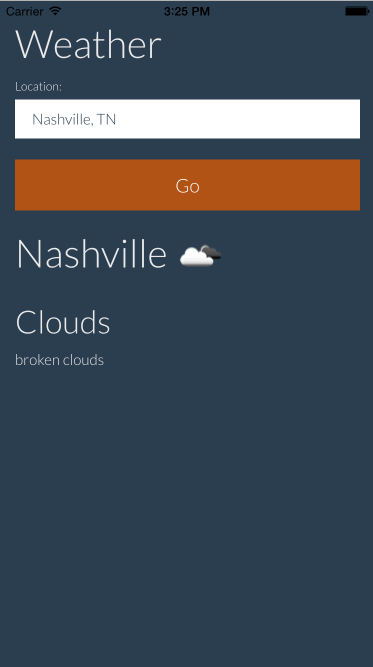 Carrier 3:25 PM
Weather
Location:
Nashville, TN
Go
Nashville
Clouds
broken clouds